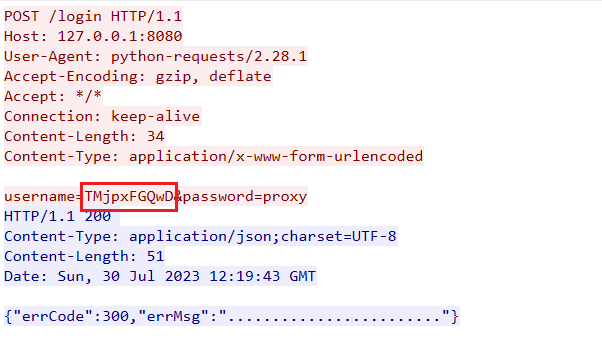 POST /login HTTP/1.1
Host: 127.0.0.1:8080
User-Agent: python-requests/2.28.1
Accept-Encoding: gzip, deflate
Accept: */*
Connection: keep-alive
Content-Length: 34
Content-Type: application/x-www-form-urlencoded
username=TMjpxFGQwD&password=proxy
HTTP/1.1 200
Content-Type: application/json;charset=UTF-8
Content-Length: 51
Date: Sun, 30 Jul 2023 12:19:43 GMT
{"errCode":300,"errMsg":"........................"}